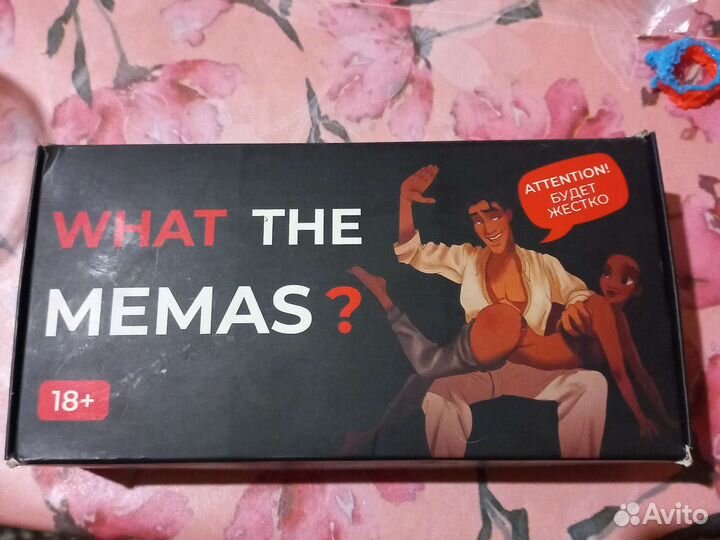 WHAT THE
MEMAS?
18+
ATTENTION!
БУДЕТ
ЖЕСТКО
Avito